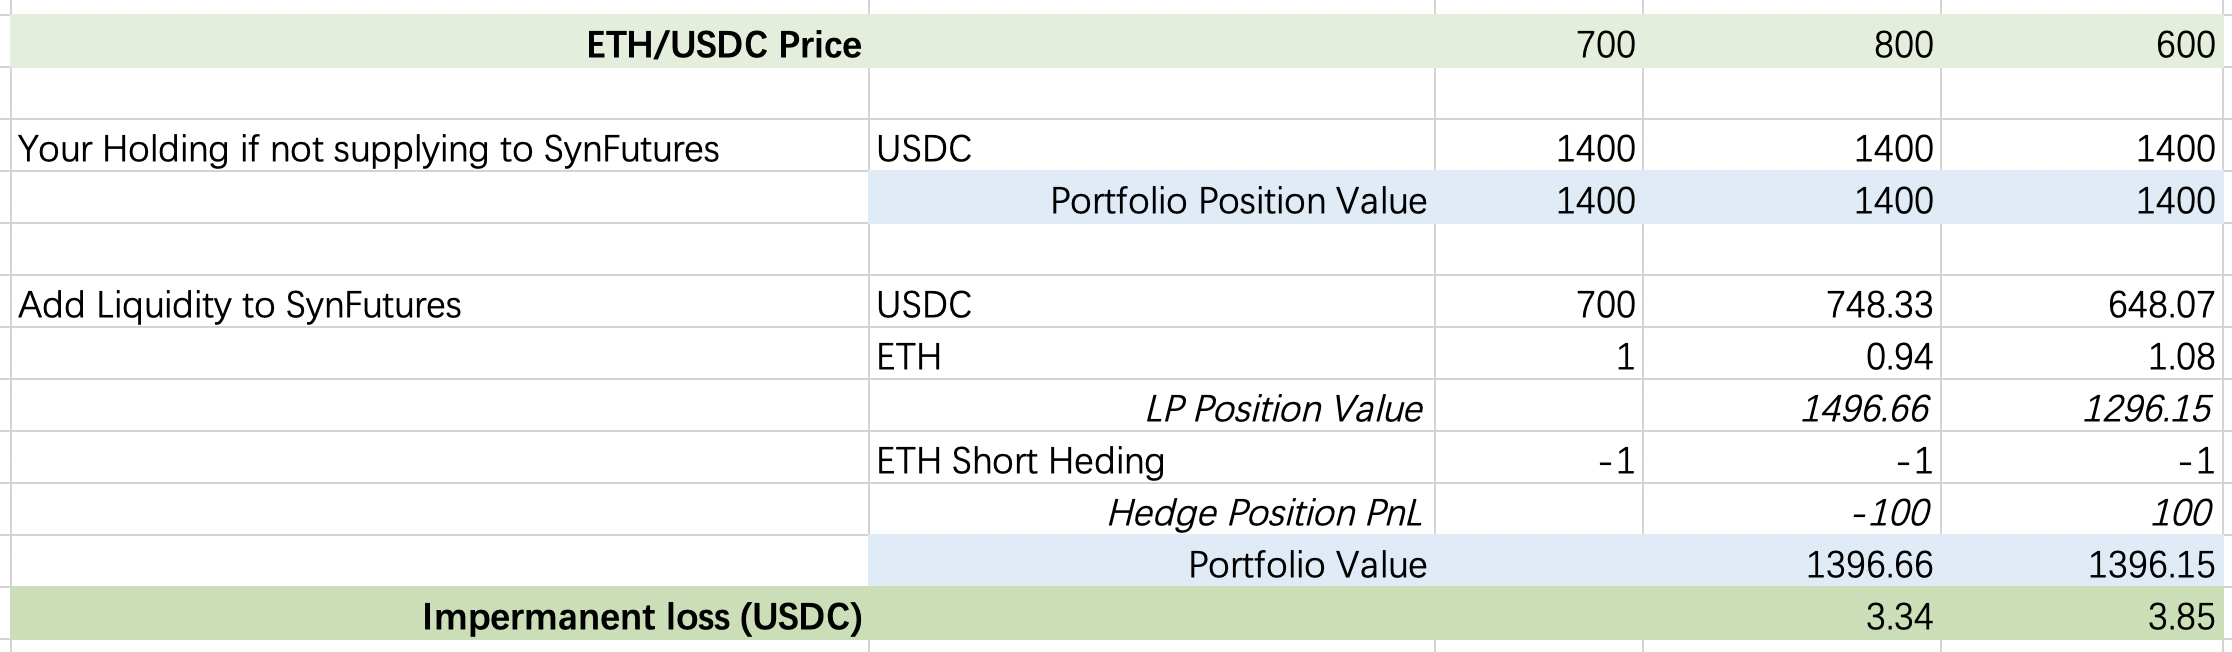 ETH/USDC Price 700 800 600
Your Holding if not supplying to SynFutures USDC 1400 1400 1400
Portfolio Position Value 1400 1400 1400
Add Liquidity to SynFutures USDC 700 748.33 648.07
ETH 1 0.94 1.08
LP Position Value 1496.66 1296.15
ETH Short Heding -1 -1 -1
Hedge Position PnL -100 100
Portfolio Value 1396.66 1396.15
Impermanent loss (USDC) 3.34 3.85